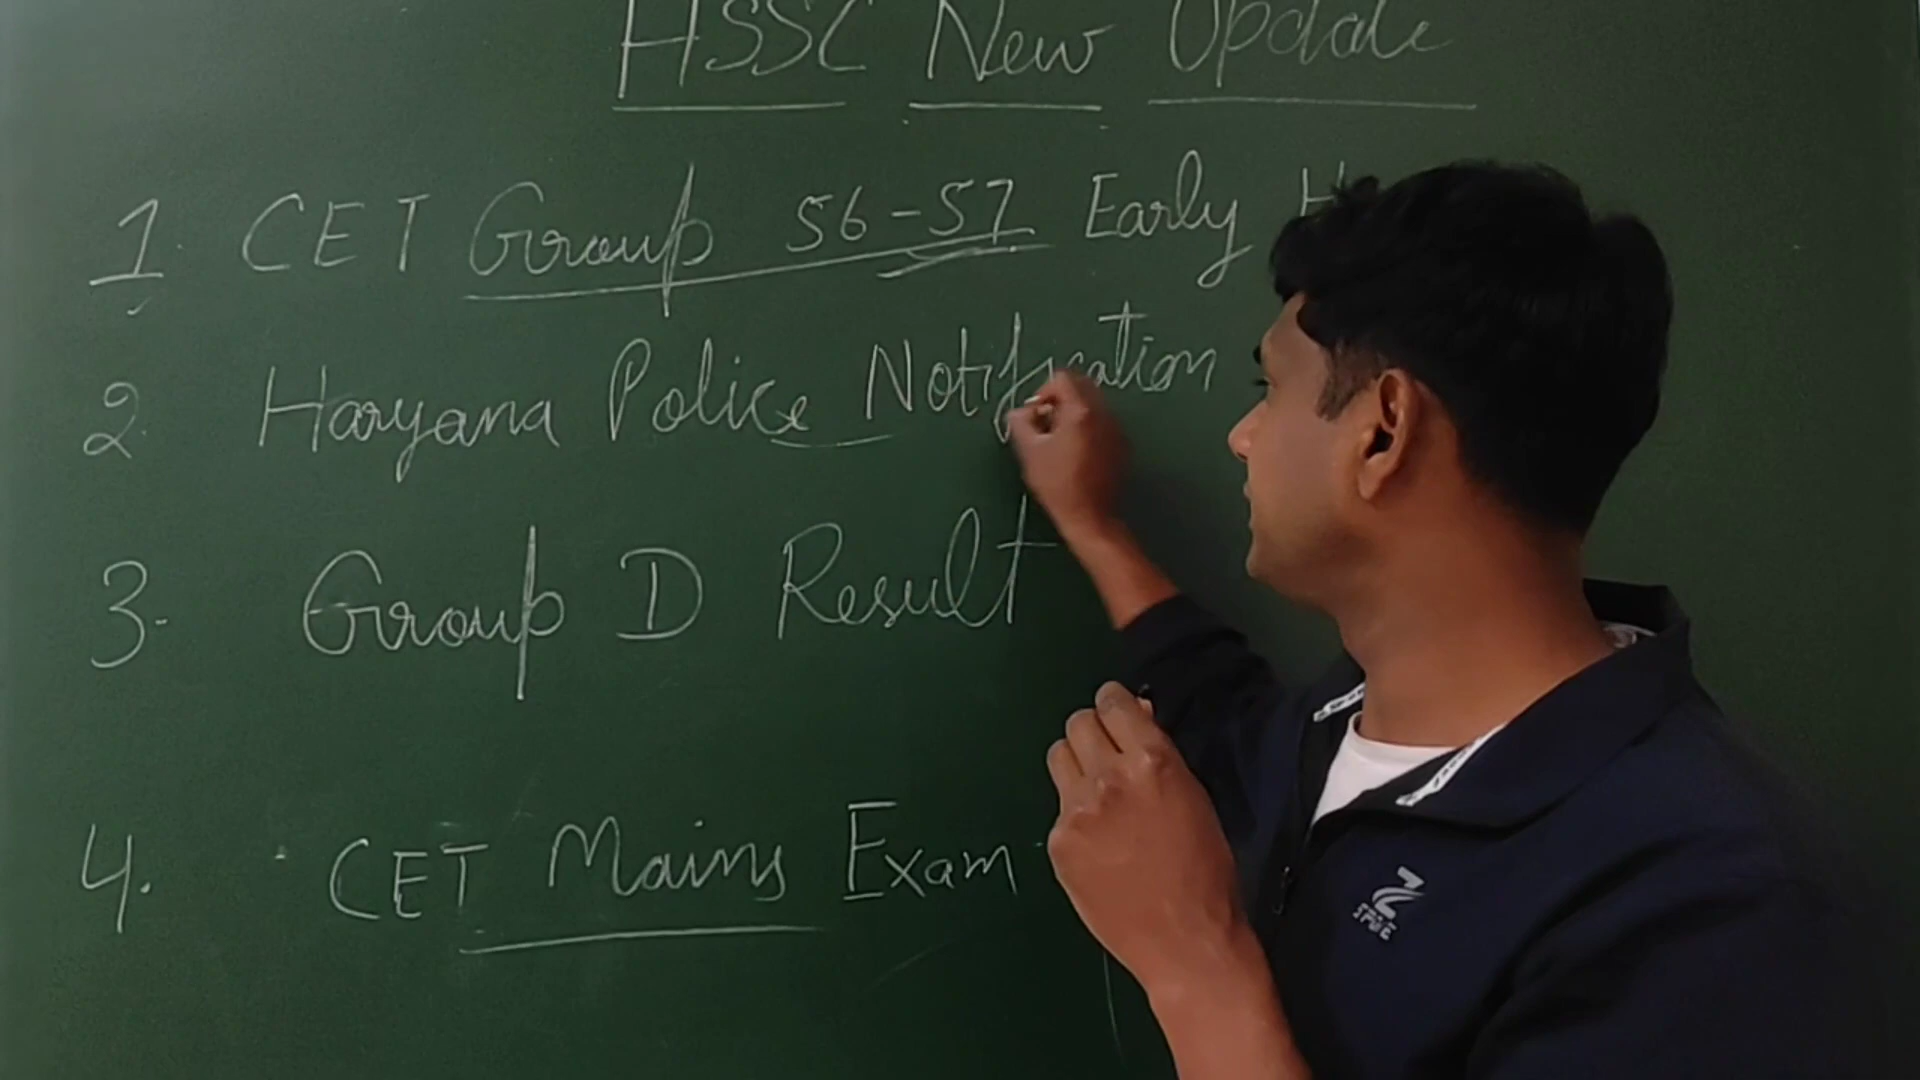 HSSC New Update
1. CET Group 56-57 Early
2. Haryana Police Notification
3. Group D Result
4. CET Mains Exam
SPIVE